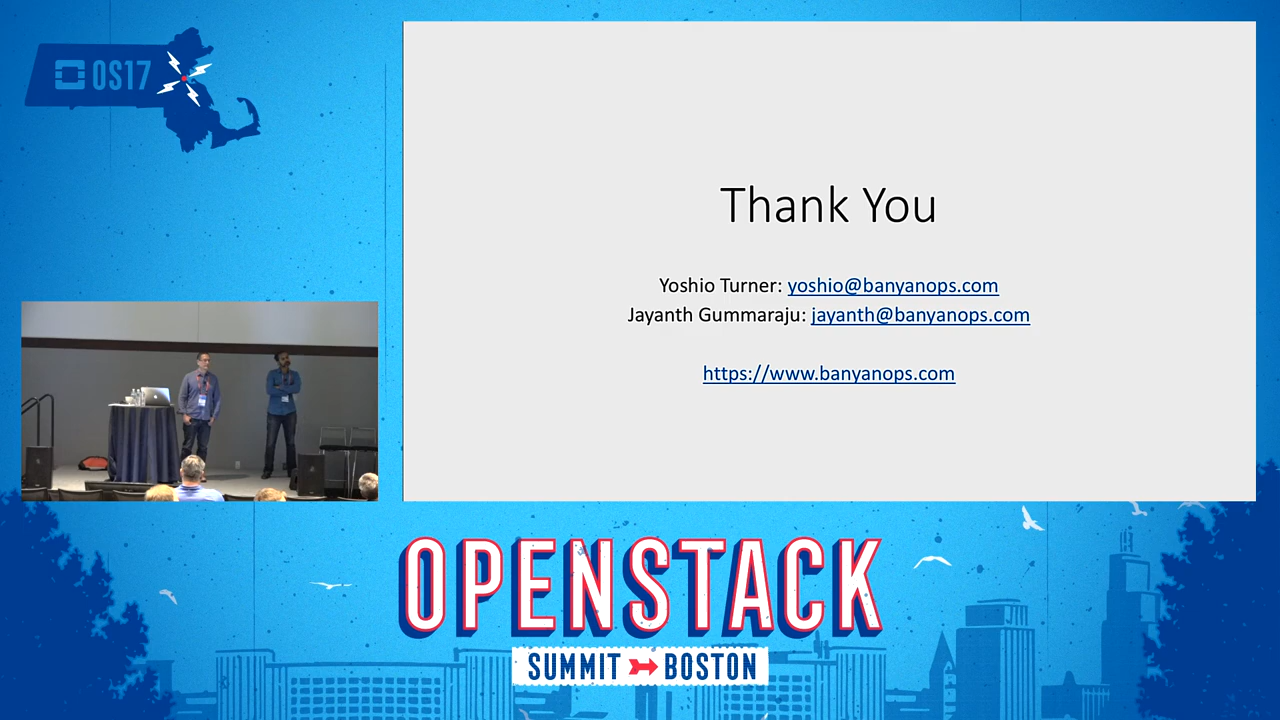 OS17
Thank You
Yoshio Turner: yoshio@banyanops.com
Jayanth Gummaraju: jayanth@banyanops.com
https://www.banyanops.com
OPENSTACK
SUMMIT BOSTON